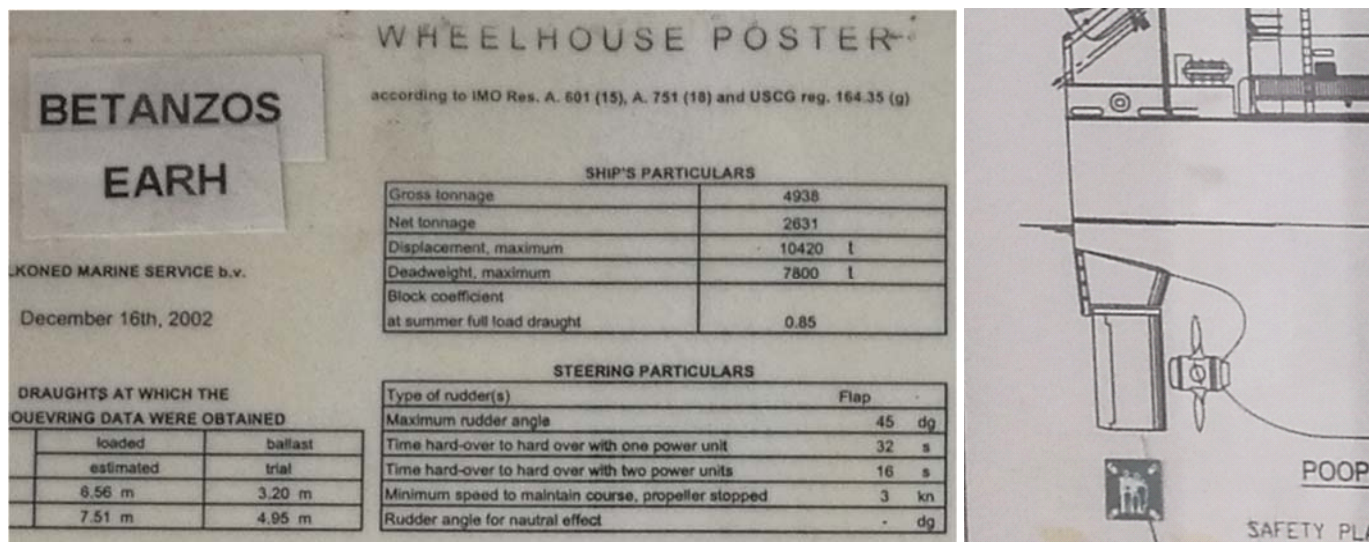 WHEELHOUSE POSTER
according to IMO Res. A. 601 (15), A. 751 (18) and USCG reg. 164.35 (g)
BETANZOS
EARH
LKONED MARINE SERVICE b.v.
December 16th, 2002
DRAUGHTS AT WHICH THE
OUEVRING DATA WERE OBTAINED
loaded ballast
estimated trial
6.56 m 3.20 m
7.51 m 4.95 m
SHIP'S PARTICULARS
Gross tonnage 4938
Net tonnage 2631
Displacement, maximum 10420 t
Deadweight, maximum 7800 t
Block coefficient
at summer full load draught 0.85
STEERING PARTICULARS
Type of rudder(s) Flap -
Maximum rudder angle 45 dg
Time hard-over to hard over with one power unit 32 s
Time hard-over to hard over with two power units 16 s
Minimum speed to maintain course, propeller stopped 3 kn
Rudder angle for nautral effect - dg
POOP
SAFETY PLA